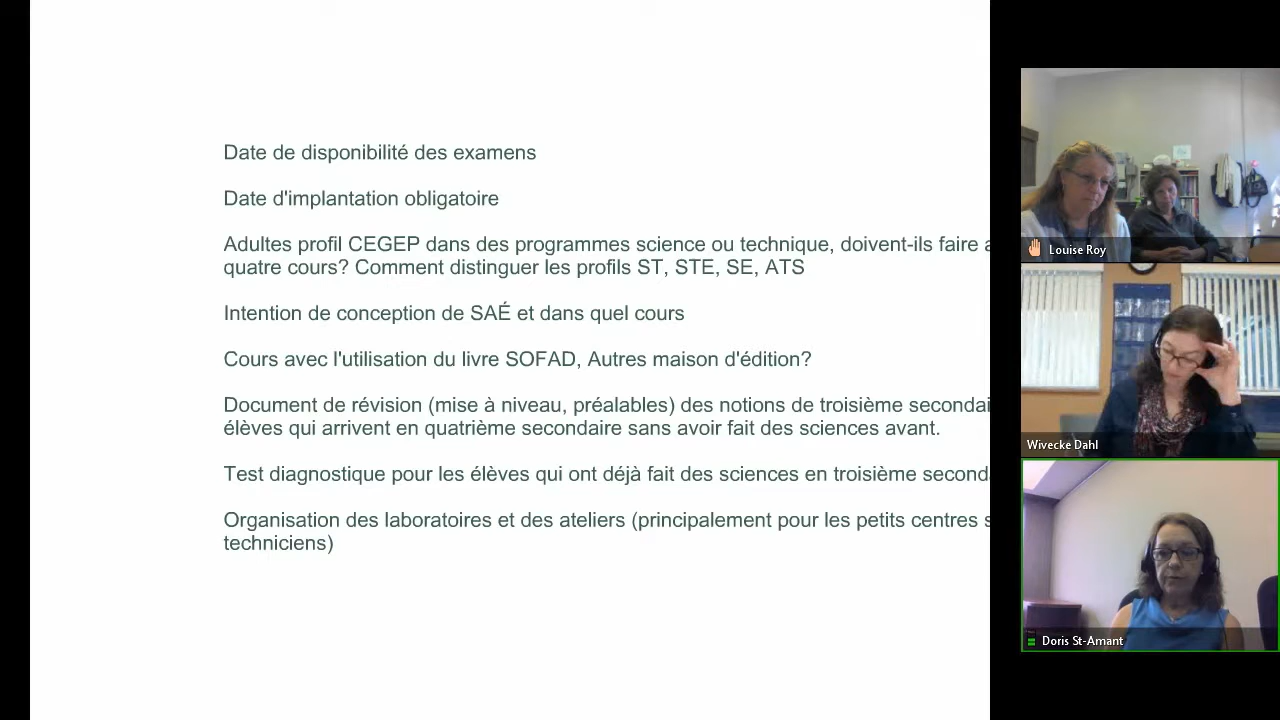 Date de disponibilité des examens
Date d'implantation obligatoire
Adultes profil CEGEP dans des programmes science ou technique, doivent-ils faire
quatre cours? Comment distinguer les profils ST, STE, SE, ATS
Intention de conception de SAÉ et dans quel cours
Cours avec l'utilisation du livre SOFAD, Autres maison d'édition?
Document de révision (mise à niveau, préalables) des notions de troisième secondai
élèves qui arrivent en quatrième secondaire sans avoir fait des sciences avant.
Test diagnostique pour les élèves qui ont déjà fait des sciences en troisième second
Organisation des laboratoires et des ateliers (principalement pour les petits centres s
techniciens)
Louise Roy
Wivecke Dahl
Doris St-Amant